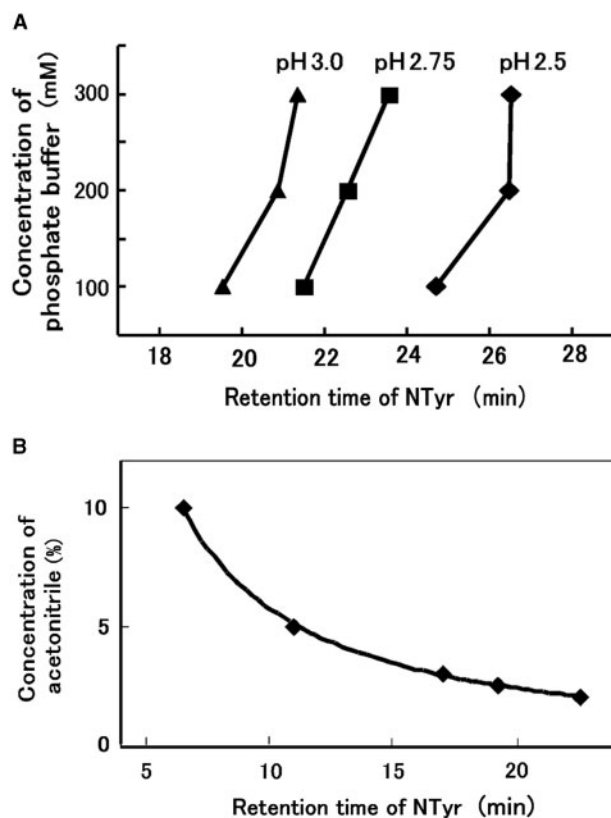 A
pH 3.0 pH 2.75 pH 2.5
Concentration of
phosphate buffer (mM)
300
200
100
18 20 22 24 26 28
Retention time of NTyr (min)
B
Concentration of
acetonitrile (%)
10
5
0
5 10 15 20
Retention time of NTyr (min)